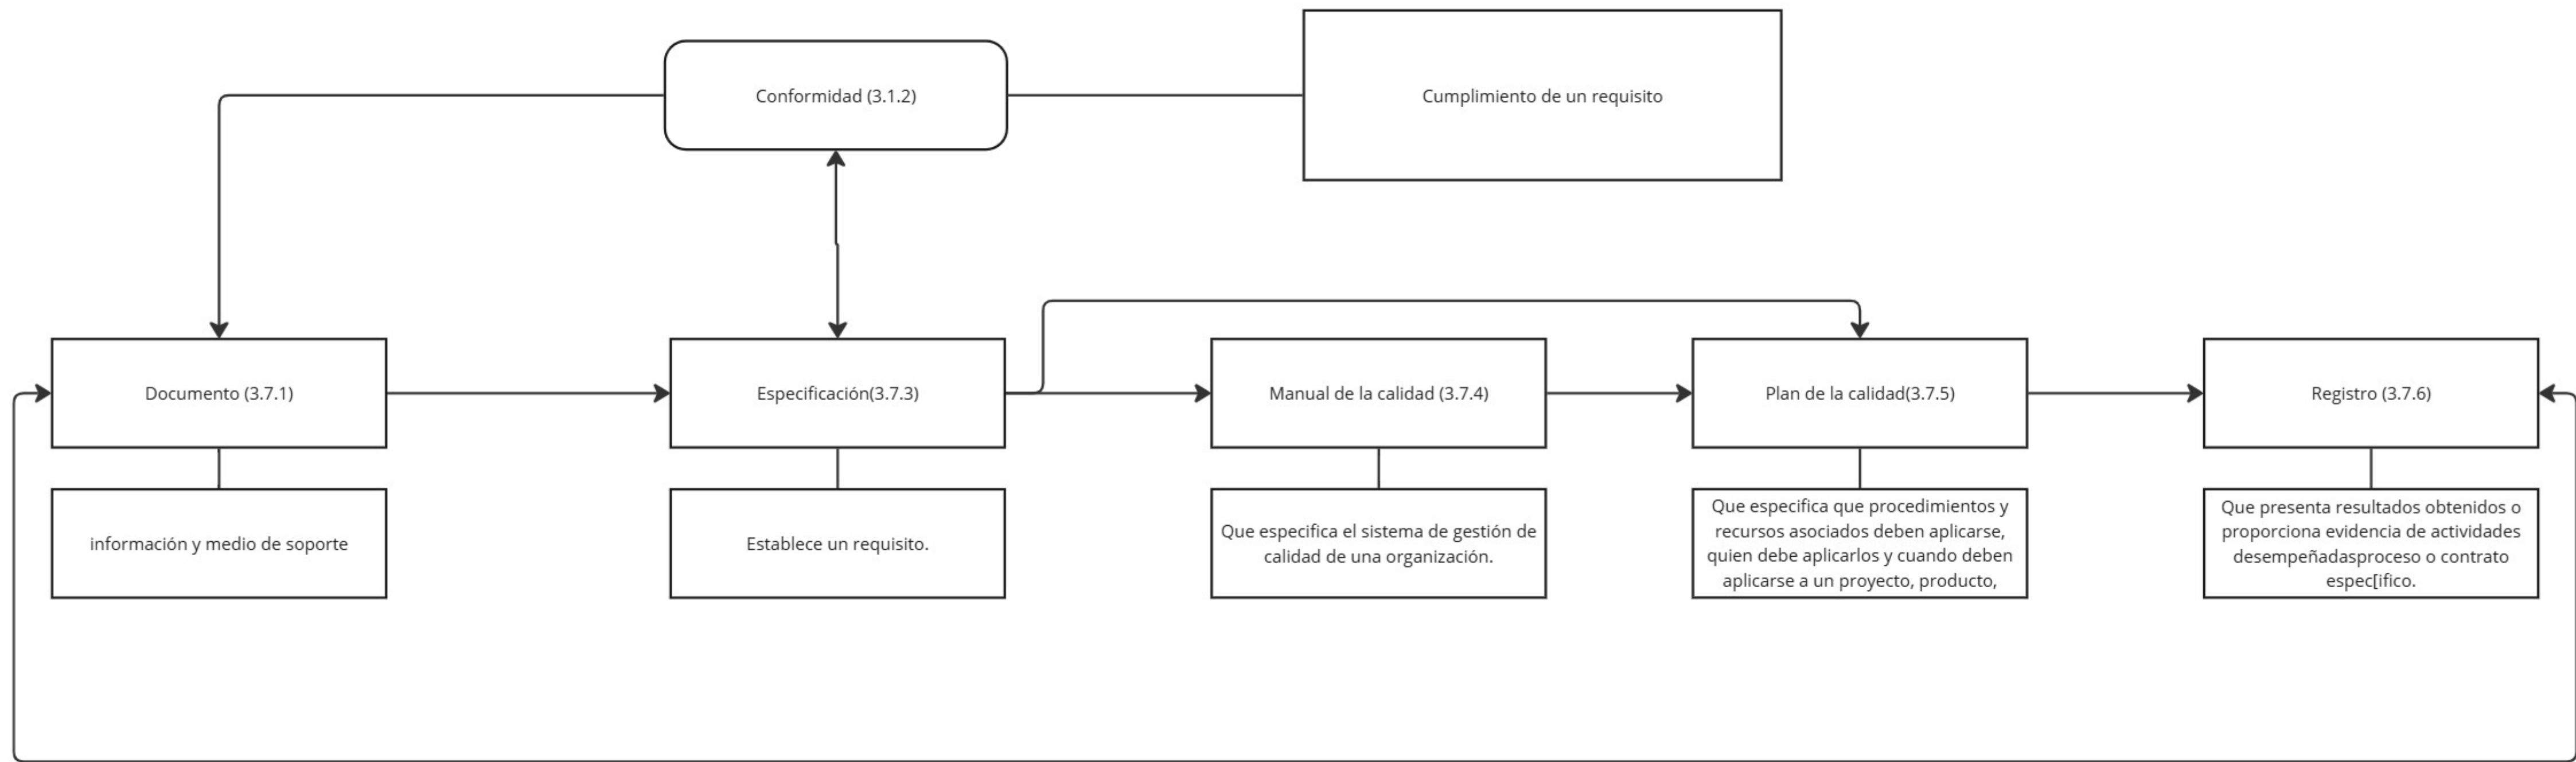 Conformidad (3.1.2)
Cumplimiento de un requisito
Documento (3.7.1)
Especificación(3.7.3)
Manual de la calidad (3.7.4)
Plan de la calidad(3.7.5)
Registro (3.7.6)
información y medio de soporte
Establece un requisito.
Que especifica el sistema de gestión de
calidad de una organización.
Que especifica que procedimientos y
recursos asociados deben aplicarse,
quien debe aplicarlos y cuando deben
aplicarse a un proyecto, producto,
Que presenta resultados obtenidos o
proporciona evidencia de actividades
desempeñadasproceso o contrato
espec[ifico.